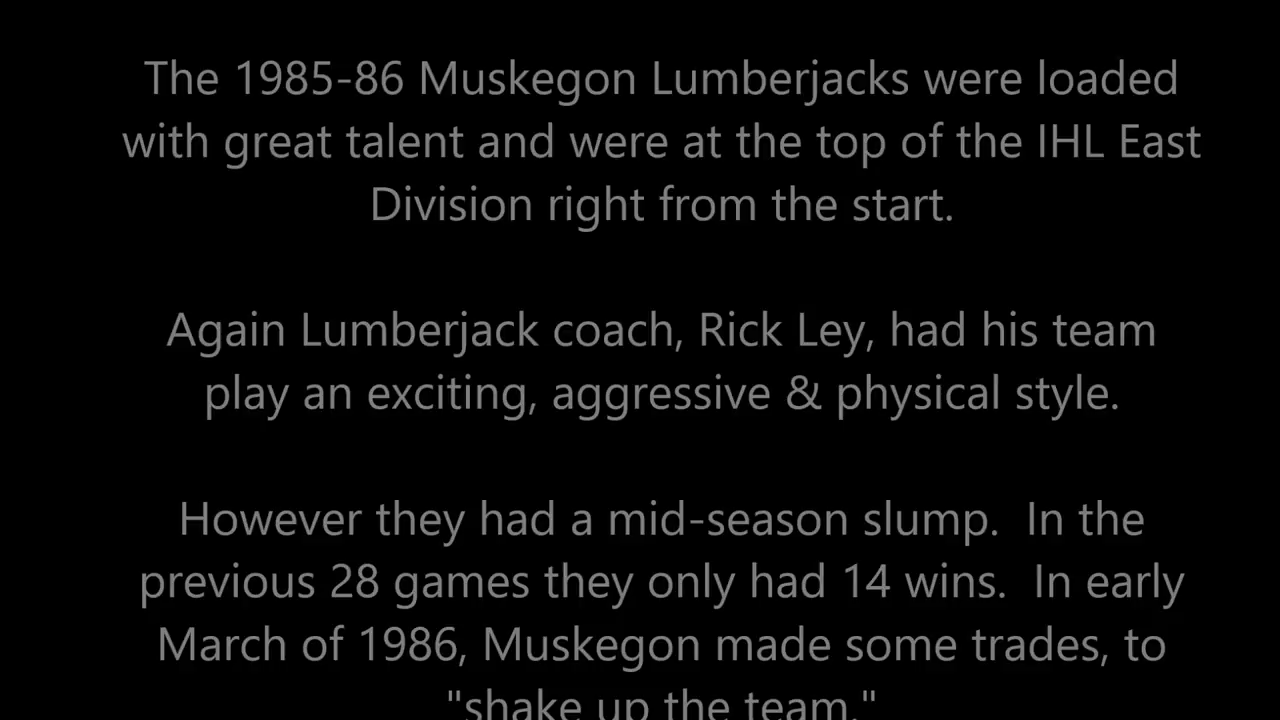 The 1985-86 Muskegon Lumberjacks were loaded
with great talent and were at the top of the IHL East
Division right from the start.
Again Lumberjack coach, Rick Ley, had his team
play an exciting, aggressive & physical style.
However they had a mid-season slump.  In the
previous 28 games they only had 14 wins.  In early
March of 1986, Muskegon made some trades, to
"shake up the team."